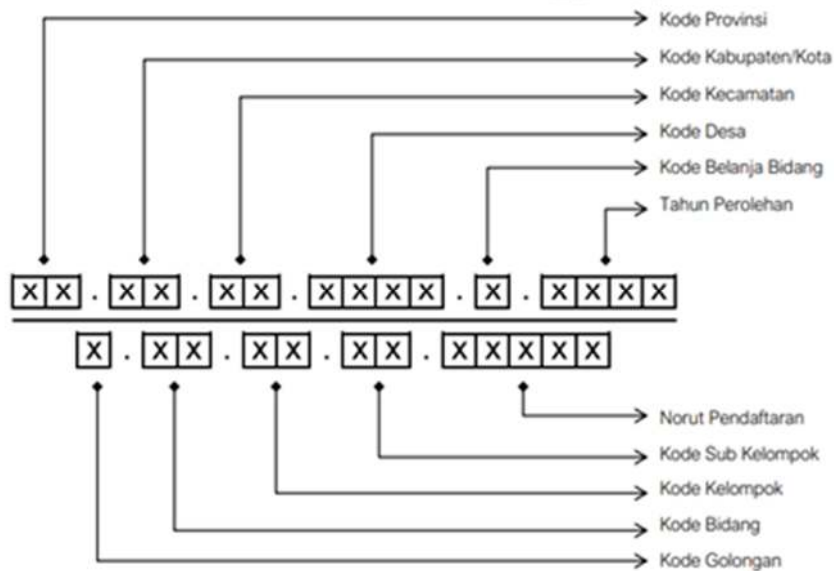 Kode Provinsi
Kode Kabupaten/Kota
Kode Kecamatan
Kode Desa
Kode Belanja Bidang
Tahun Perolehan
XX . XX . XX . XXXX . X . XXXX
X . XX . XX . XX . XXXXX
Norut Pendaftaran
Kode Sub Kelompok
Kode Kelompok
Kode Bidang
Kode Golongan